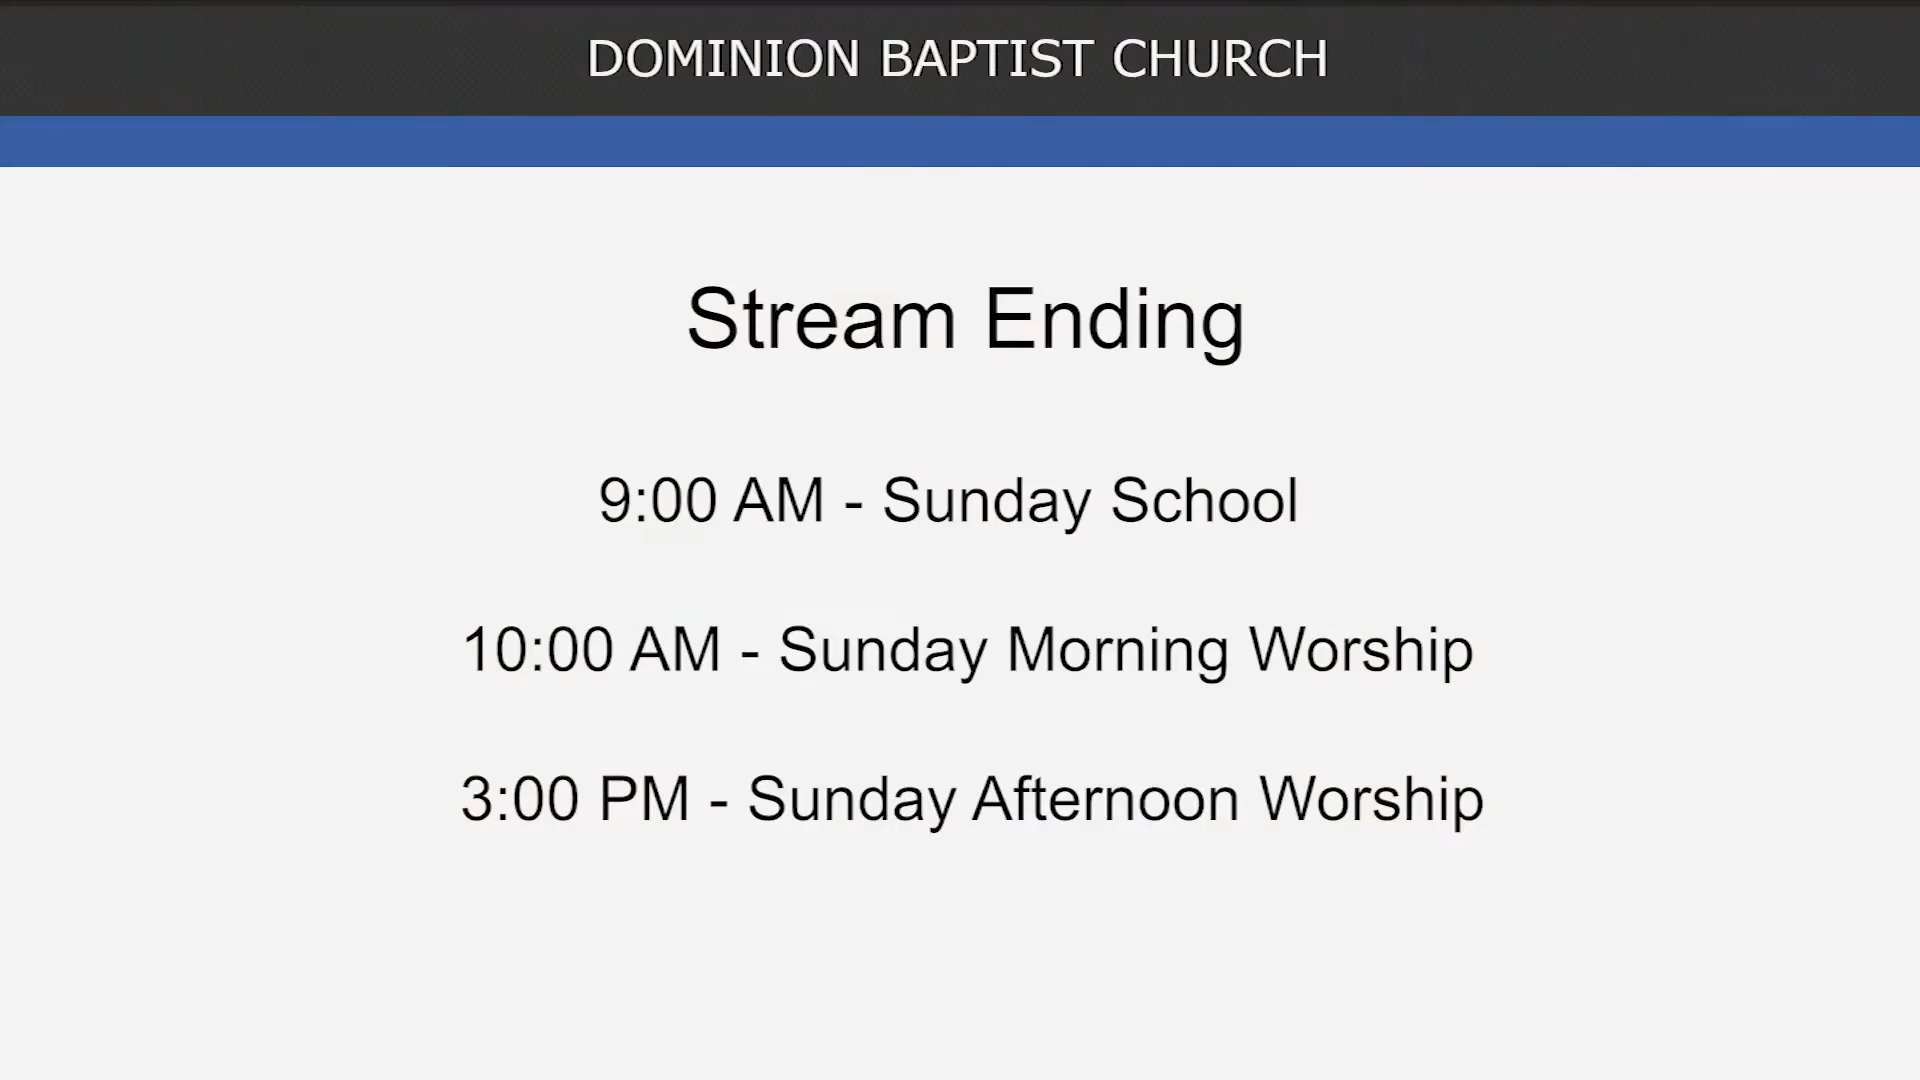 DOMINION BAPTIST CHURCH
Stream Ending
9:00 AM - Sunday School
10:00 AM - Sunday Morning Worship
3:00 PM - Sunday Afternoon Worship